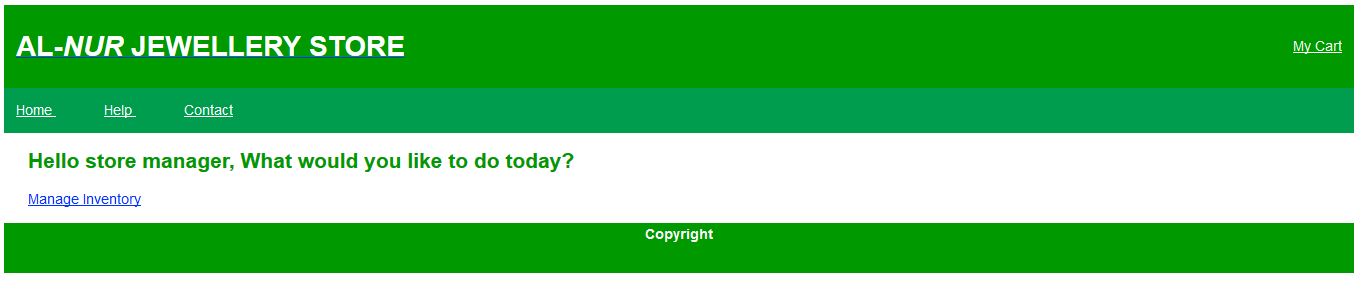 AL-NUR JEWELLERY STORE
My Cart
Home Help Contact
Hello store manager, What would you like to do today?
Manage Inventory
Copyright